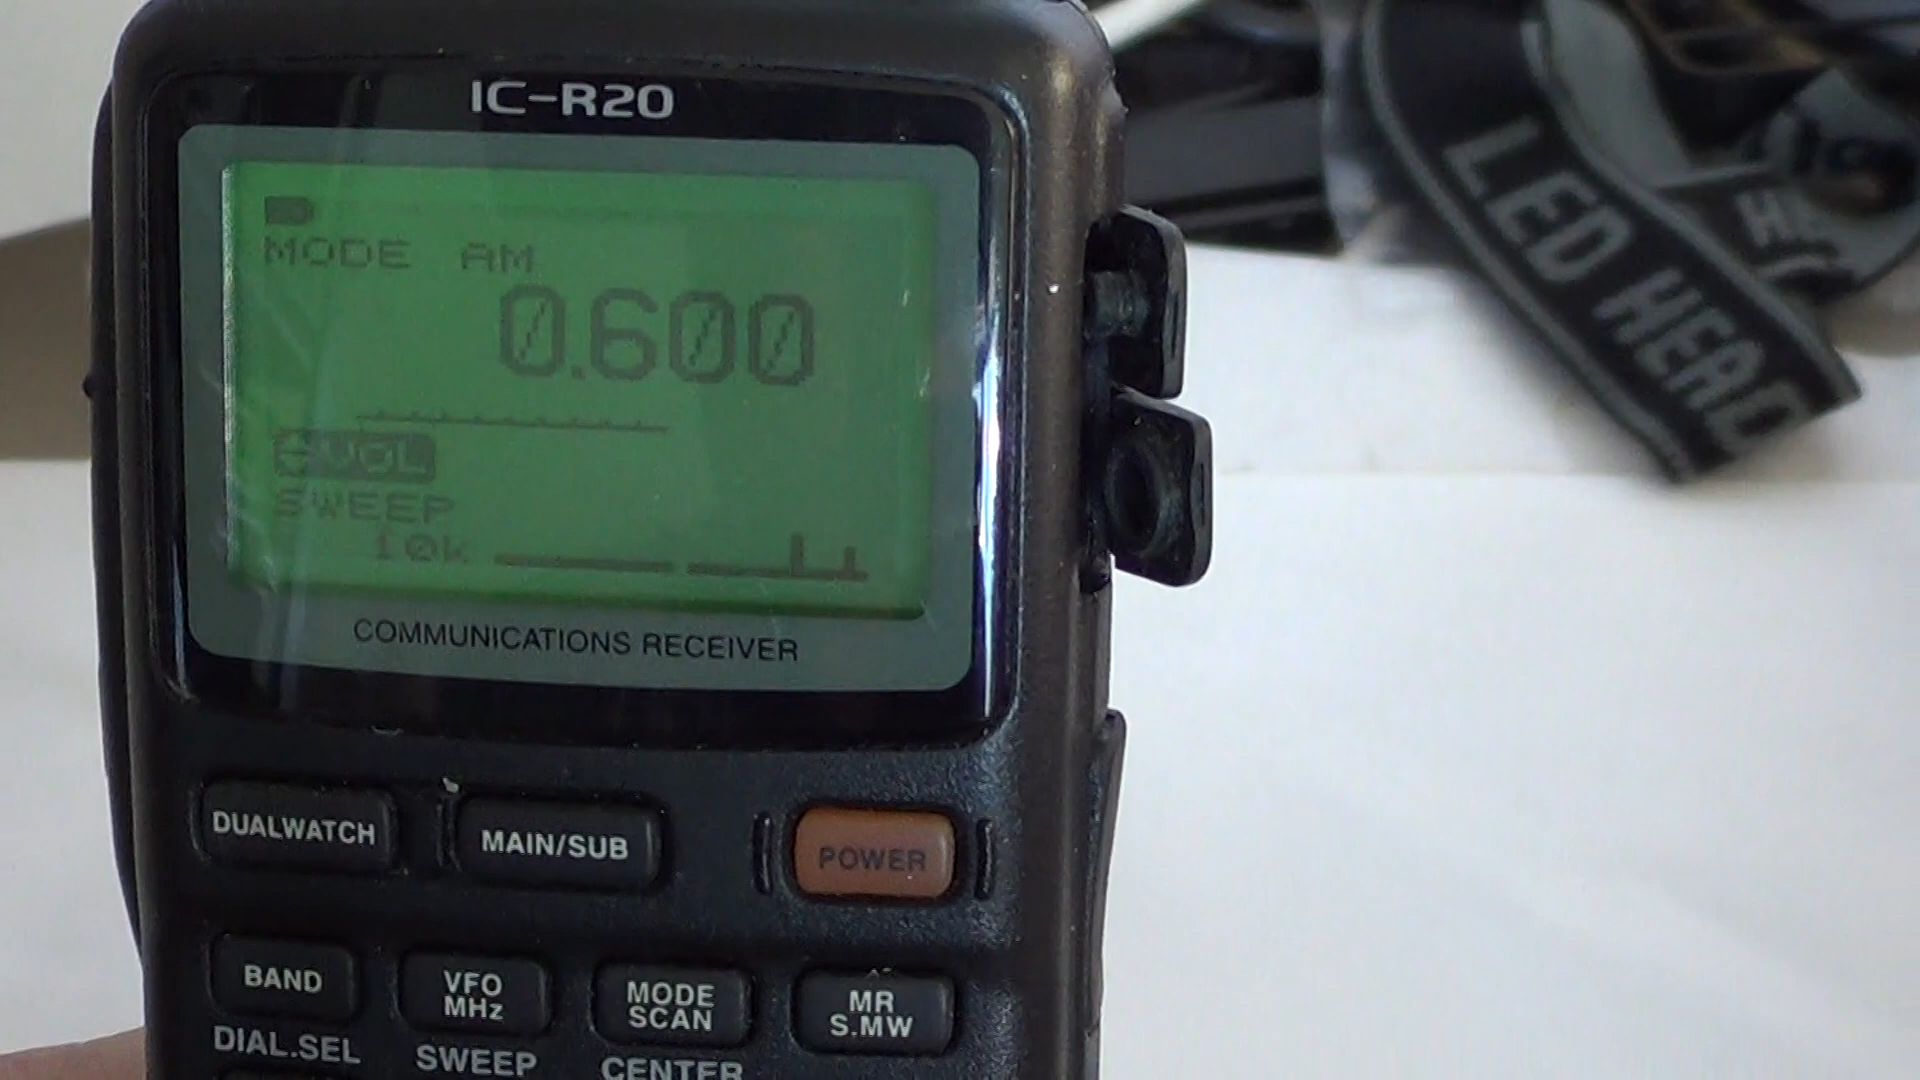 IC-R20
MODE AM
0.600
VOL
SWEEP
10k
COMMUNICATIONS RECEIVER
DUALWATCH
MAIN/SUB
POWER
BAND
VFO
MHz
MODE
SCAN
MR
S.MW
DIAL.SEL
SWEEP
CENTER
LED HEAD